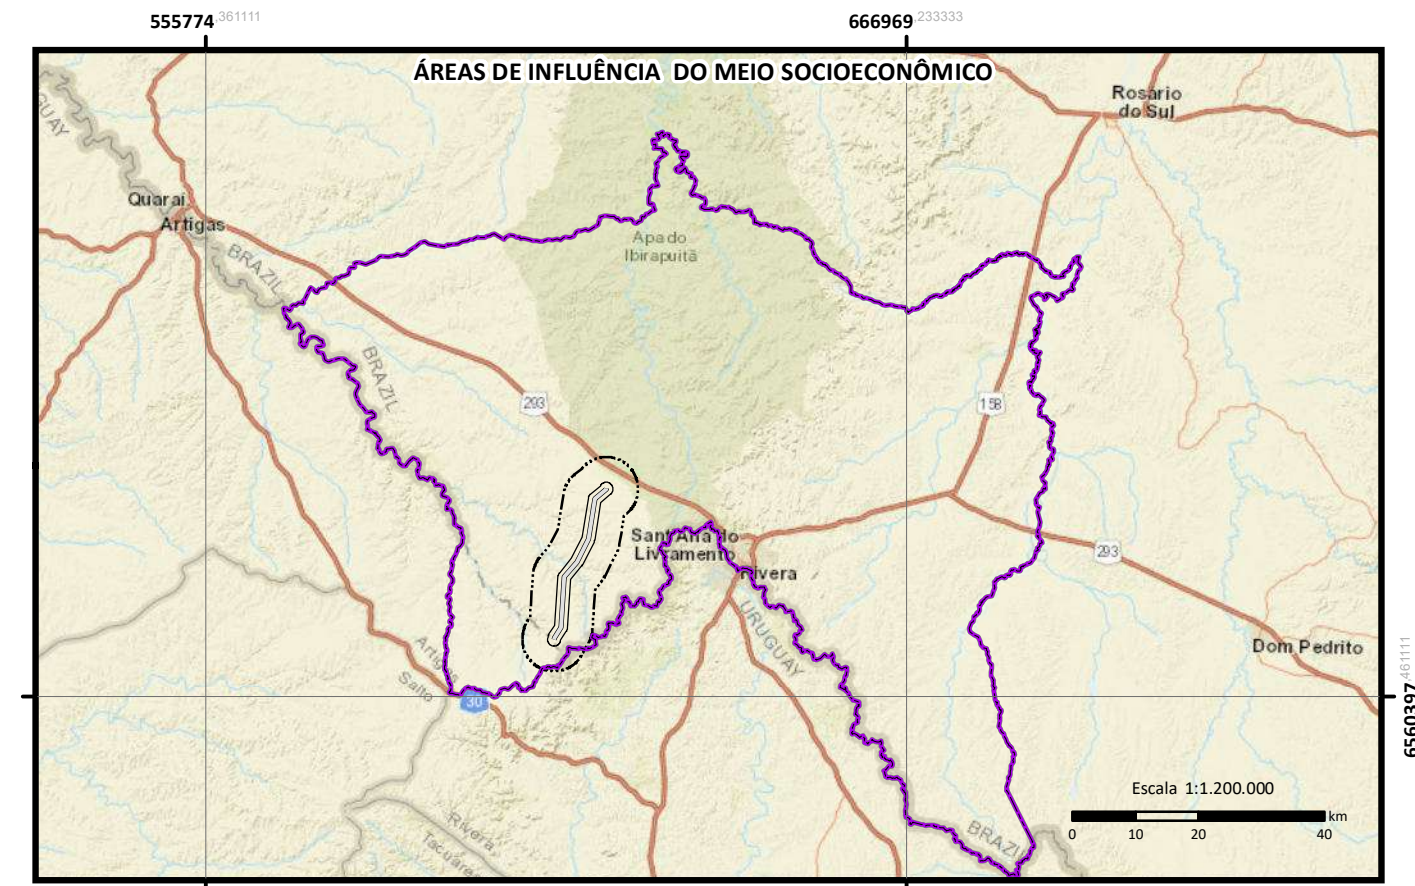 555774,361111
666969,233333
ÁREAS DE INFLUÊNCIA DO MEIO SOCIOECONÔMICO
Rosario
do Sul
GUAY
Quarai
Artigas
BRAZIL
Apa do
Ibirapuitã
BRAZIL
293
158
Sant'Ana do
Livramento
Rivera
293
URUGUAY
Dom Pedrito
Artigas
Salto
30
6560397,461111
Escala 1:1.200.000
km
0 10 20 40
Rivera
BRAZIL